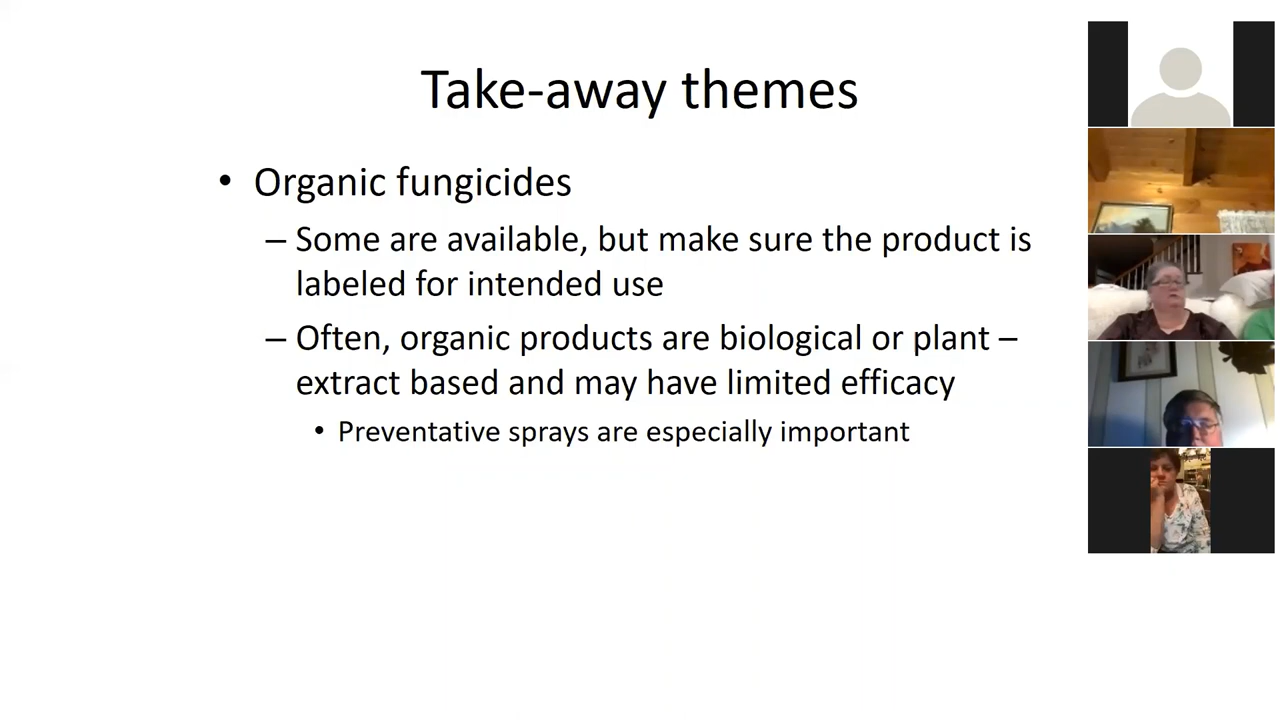 Take-away themes
• Organic fungicides
– Some are available, but make sure the product is
labeled for intended use
– Often, organic products are biological or plant –
extract based and may have limited efficacy
• Preventative sprays are especially important